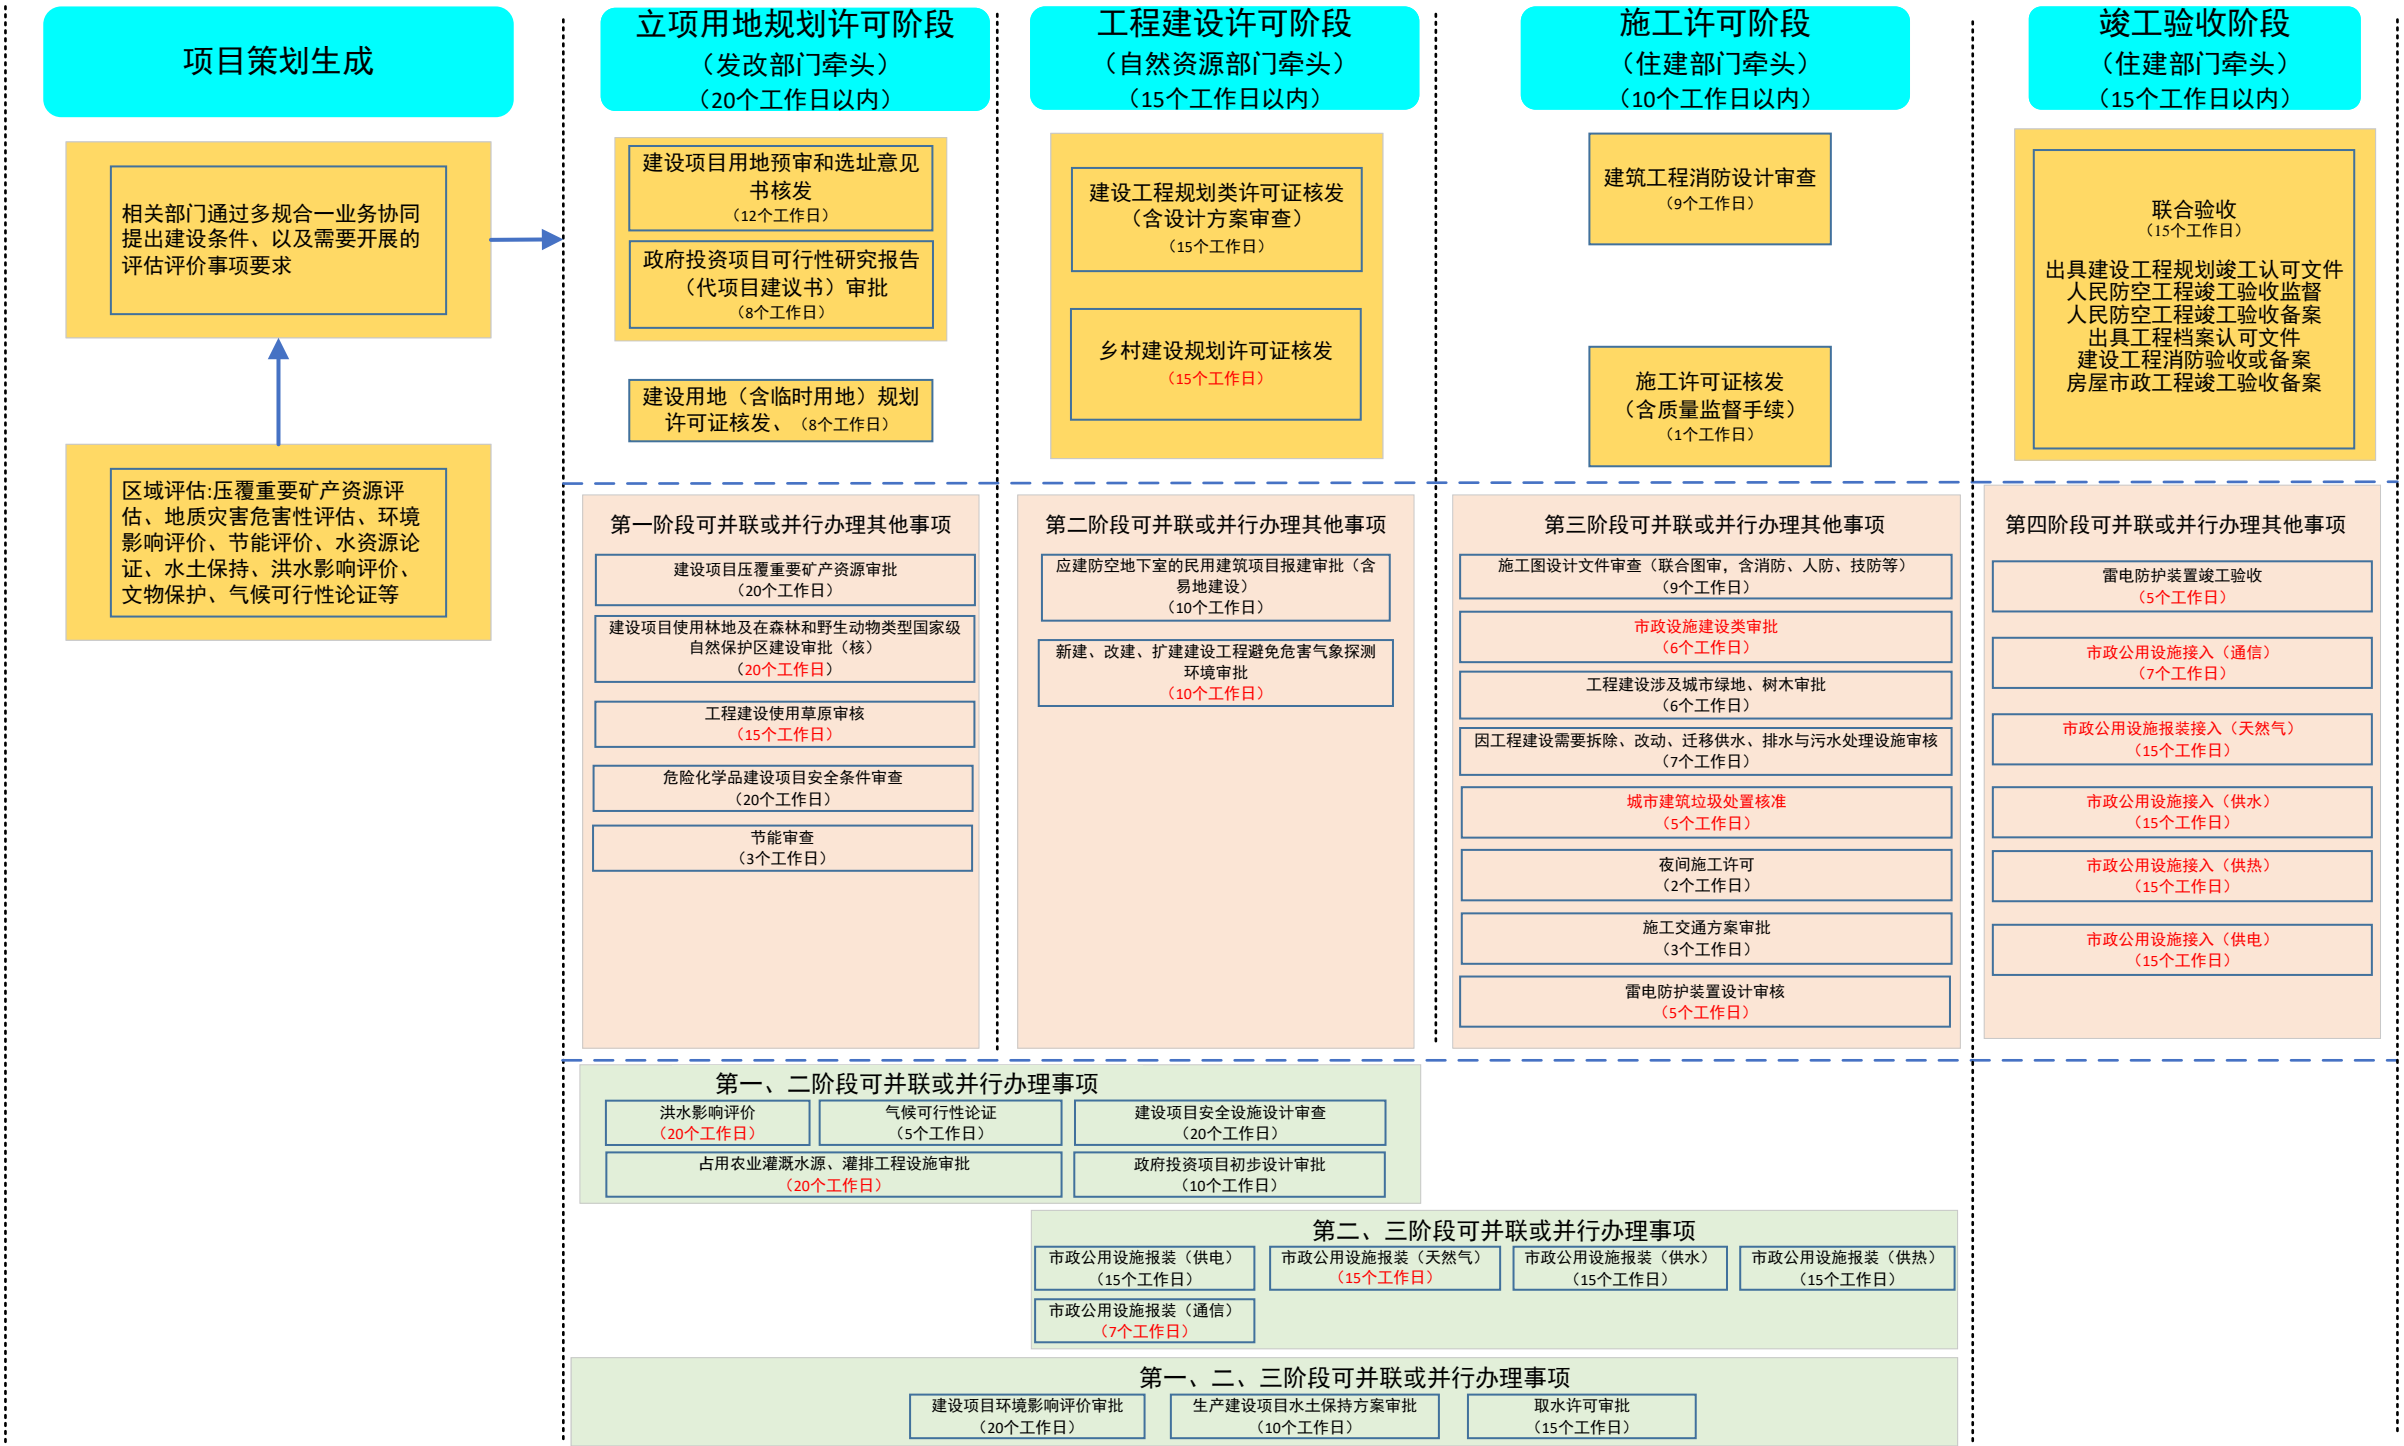 项目策划生成
相关部门通过多规合一业务协同
提出建设条件、以及需要开展的
评估评价事项要求
区域评估:压覆重要矿产资源评
估、地质灾害危害性评估、环境
影响评价、节能评价、水资源论
证、水土保持、洪水影响评价、
文物保护、气候可行性论证等
立项用地规划许可阶段
（发改部门牵头）
（20个工作日以内）
建设项目用地预审和选址意见
书核发
（12个工作日）
政府投资项目可行性研究报告
（代项目建议书）审批
（8个工作日）
建设用地（含临时用地）规划
许可证核发、（8个工作日）
工程建设许可阶段
（自然资源部门牵头）
（15个工作日以内）
建设工程规划类许可证核发
（含设计方案审查）
（15个工作日）
乡村建设规划许可证核发
（15个工作日）
施工许可阶段
（住建部门牵头）
（10个工作日以内）
建筑工程消防设计审查
（9个工作日）
施工许可证核发
（含质量监督手续）
（1个工作日）
竣工验收阶段
（住建部门牵头）
（15个工作日以内）
联合验收
（15个工作日）
出具建设工程规划竣工认可文件
人民防空工程竣工验收监督
人民防空工程竣工验收备案
出具工程档案认可文件
建设工程消防验收或备案
房屋市政工程竣工验收备案
第一阶段可并联或并行办理其他事项
建设项目压覆重要矿产资源审批
（20个工作日）
建设项目使用林地及在森林和野生动物类型国家级
自然保护区建设审批（核）
（20个工作日）
工程建设使用草原审核
（15个工作日）
危险化学品建设项目安全条件审查
（20个工作日）
节能审查
（3个工作日）
第二阶段可并联或并行办理其他事项
应建防空地下室的民用建筑项目报建审批（含
易地建设）
（10个工作日）
新建、改建、扩建建设工程避免危害气象探测
环境审批
（10个工作日）
第三阶段可并联或并行办理其他事项
施工图设计文件审查（联合图审，含消防、人防、技防等）
（9个工作日）
市政设施建设类审批
（6个工作日）
工程建设涉及城市绿地、树木审批
（6个工作日）
因工程建设需要拆除、改动、迁移供水、排水与污水处理设施审核
（7个工作日）
城市建筑垃圾处置核准
（5个工作日）
夜间施工许可
（2个工作日）
施工交通方案审批
（3个工作日）
雷电防护装置设计审核
（5个工作日）
第四阶段可并联或并行办理其他事项
雷电防护装置竣工验收
（5个工作日）
市政公用设施接入（通信）
（7个工作日）
市政公用设施报装接入（天然气）
（15个工作日）
市政公用设施接入（供水）
（15个工作日）
市政公用设施接入（供热）
（15个工作日）
市政公用设施接入（供电）
（15个工作日）
第一、二阶段可并联或并行办理事项
洪水影响评价
（20个工作日）
气候可行性论证
（5个工作日）
建设项目安全设施设计审查
（20个工作日）
占用农业灌溉水源、灌排工程设施审批
（20个工作日）
政府投资项目初步设计审批
（10个工作日）
第二、三阶段可并联或并行办理事项
市政公用设施报装（供电）
（15个工作日）
市政公用设施报装（天然气）
（15个工作日）
市政公用设施报装（供水）
（15个工作日）
市政公用设施报装（供热）
（15个工作日）
市政公用设施报装（通信）
（7个工作日）
第一、二、三阶段可并联或并行办理事项
建设项目环境影响评价审批
（20个工作日）
生产建设项目水土保持方案审批
（10个工作日）
取水许可审批
（15个工作日）